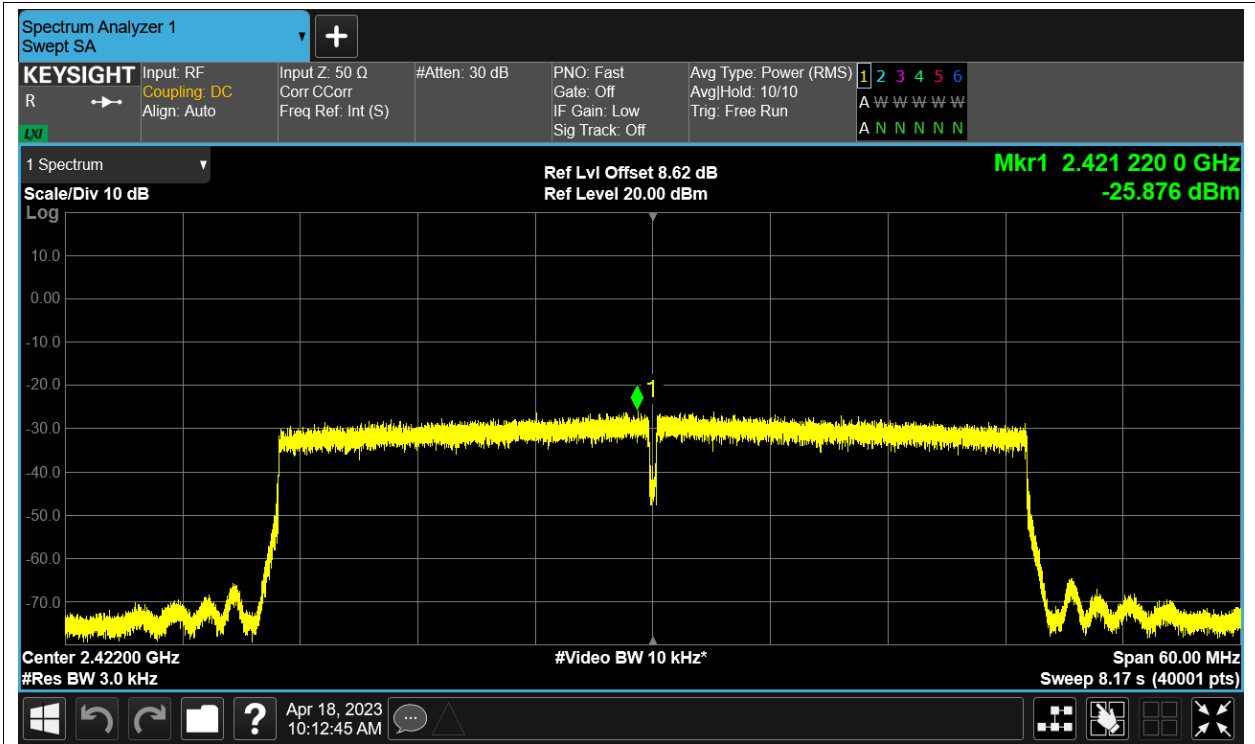 Spectrum Analyzer 1
Swept SA
KEYSIGHT
R
LXI
Input: RF
Coupling: DC
Align: Auto
Input Z: 50 Ω
Corr CCorr
Freq Ref: Int (S)
#Atten: 30 dB
PNO: Fast
Gate: Off
IF Gain: Low
Sig Track: Off
Avg Type: Power (RMS)
Avg|Hold: 10/10
Trig: Free Run
1 2 3 4 5 6
A W W W W W
A N N N N N
1 Spectrum
Scale/Div 10 dB
Log
Ref Lvl Offset 8.62 dB
Ref Level 20.00 dBm
Mkr1 2.421 220 0 GHz
-25.876 dBm
10.0
0.00
-10.0
-20.0
-30.0
-40.0
-50.0
-60.0
-70.0
1
Center 2.42200 GHz
#Res BW 3.0 kHz
#Video BW 10 kHz*
Span 60.00 MHz
Sweep 8.17 s (40001 pts)
?
Apr 18, 2023
10:12:45 AM